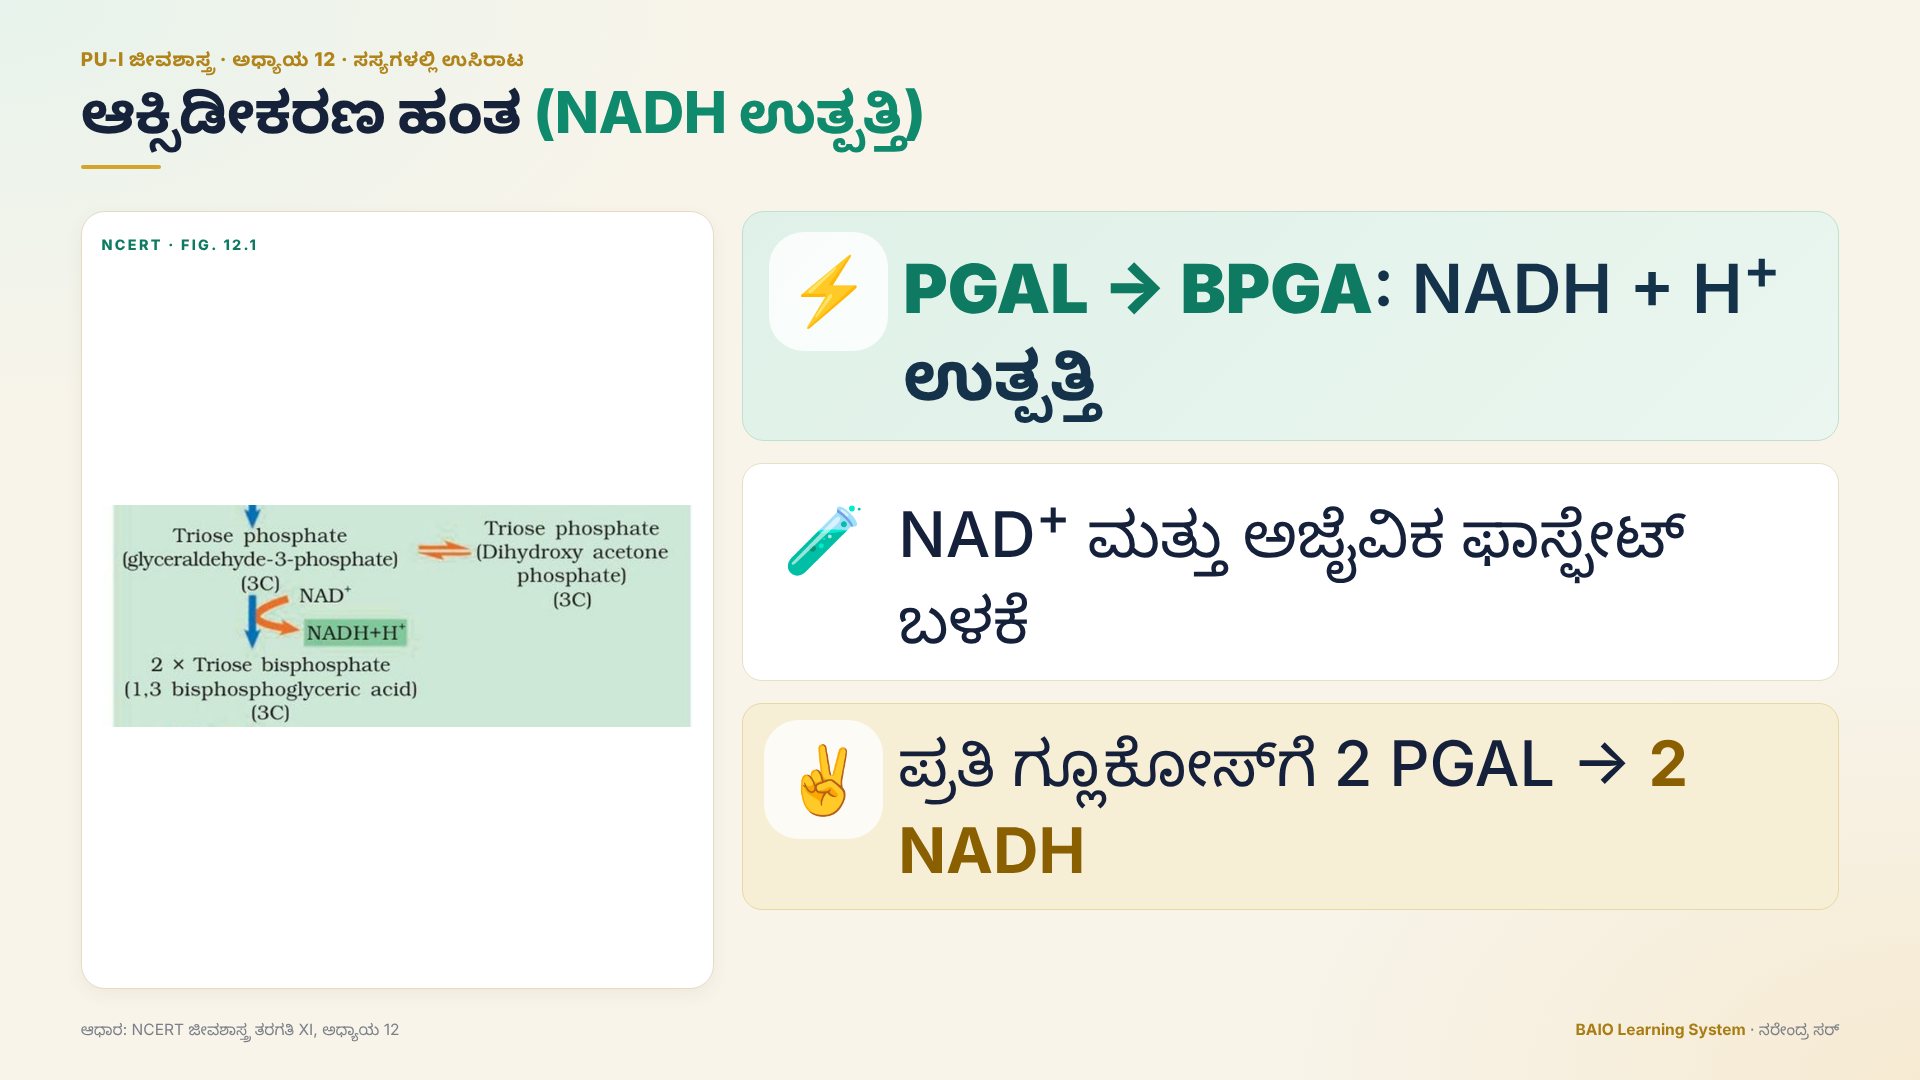 PU-I ಜೀವಶಾಸ್ತ್ರ · ಅಧ್ಯಾಯ 12 · ಸಸ್ಯಗಳಲ್ಲಿ ಉಸಿರಾಟ
ಆಕ್ಸಿಡೀಕರಣ ಹಂತ (NADH ಉತ್ಪತ್ತಿ)
NCERT · FIG. 12.1
Triose phosphate
(glyceraldehyde-3-phosphate)
(3C)
Triose phosphate
(Dihydroxy acetone
phosphate)
(3C)
NAD⁺
NADH+H⁺
2 × Triose bisphosphate
(1,3 bisphosphoglyceric acid)
(3C)
PGAL → BPGA: NADH + H⁺
ಉತ್ಪತ್ತಿ
NAD⁺ ಮತ್ತು ಅಜೈವಿಕ ಫಾಸ್ಫೇಟ್
ಬಳಕೆ
ಪ್ರತಿ ಗ್ಲೂಕೋಸ್‌ಗೆ 2 PGAL → 2
NADH
ಆಧಾರ: NCERT ಜೀವಶಾಸ್ತ್ರ ತರಗತಿ XI, ಅಧ್ಯಾಯ 12
BAIO Learning System · ನರೇಂದ್ರ ಸರ್